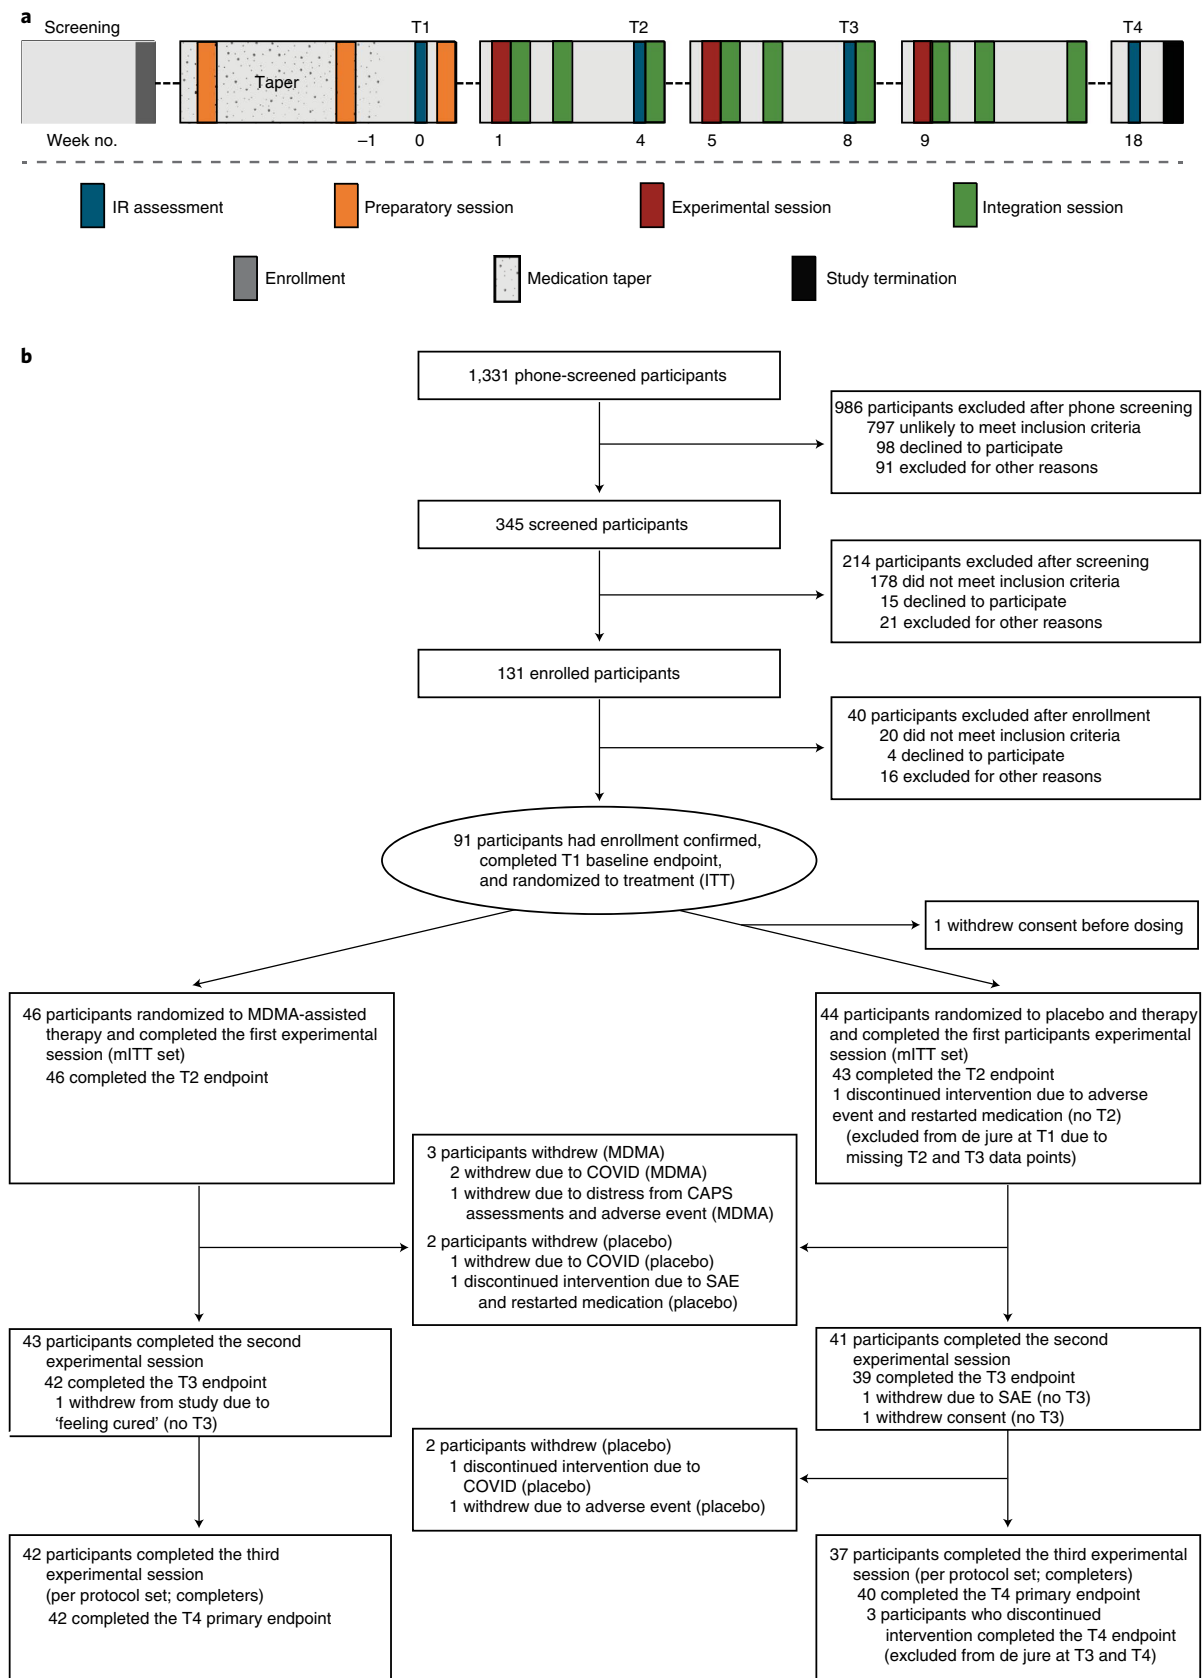 a
Screening
T1
T2
T3
T4
Taper
Week no.
–1
0
1
4
5
8
9
18
IR assessment
Preparatory session
Experimental session
Integration session
Enrollment
Medication taper
Study termination
b
1,331 phone-screened participants
986 participants excluded after phone screening
797 unlikely to meet inclusion criteria
98 declined to participate
91 excluded for other reasons
345 screened participants
214 participants excluded after screening
178 did not meet inclusion criteria
15 declined to participate
21 excluded for other reasons
131 enrolled participants
40 participants excluded after enrollment
20 did not meet inclusion criteria
4 declined to participate
16 excluded for other reasons
91 participants had enrollment confirmed,
completed T1 baseline endpoint,
and randomized to treatment (ITT)
1 withdrew consent before dosing
46 participants randomized to MDMA-assisted
therapy and completed the first experimental
session (mITT set)
46 completed the T2 endpoint
44 participants randomized to placebo and therapy
and completed the first participants experimental
session (mITT set)
43 completed the T2 endpoint
1 discontinued intervention due to adverse
event and restarted medication (no T2)
(excluded from de jure at T1 due to
missing T2 and T3 data points)
3 participants withdrew (MDMA)
2 withdrew due to COVID (MDMA)
1 withdrew due to distress from CAPS
assessments and adverse event (MDMA)
2 participants withdrew (placebo)
1 withdrew due to COVID (placebo)
1 discontinued intervention due to SAE
and restarted medication (placebo)
43 participants completed the second
experimental session
42 completed the T3 endpoint
1 withdrew from study due to
‘feeling cured’ (no T3)
41 participants completed the second
experimental session
39 completed the T3 endpoint
1 withdrew due to SAE (no T3)
1 withdrew consent (no T3)
2 participants withdrew (placebo)
1 discontinued intervention due to
COVID (placebo)
1 withdrew due to adverse event (placebo)
42 participants completed the third
experimental session
(per protocol set; completers)
42 completed the T4 primary endpoint
37 participants completed the third experimental
session (per protocol set; completers)
40 completed the T4 primary endpoint
3 participants who discontinued
intervention completed the T4 endpoint
(excluded from de jure at T3 and T4)